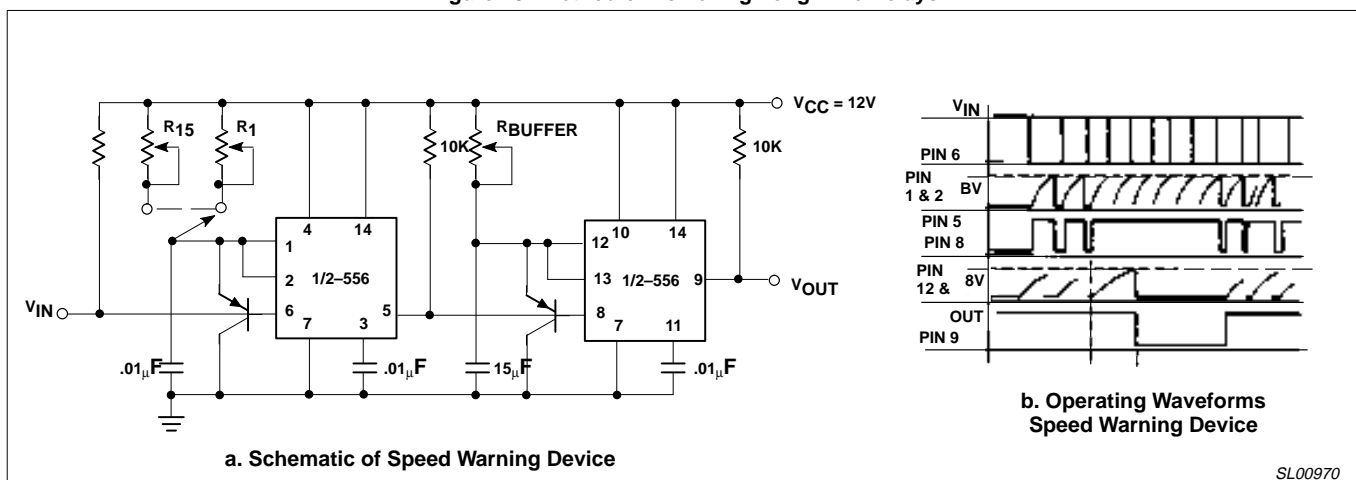 R15
R1
10K
RBUFFER
10K
VCC = 12V
4
14
10
14
1
2
1/2–556
6
7
3
5
12
13
1/2–556
9
8
7
11
VIN
VOUT
.01μF
.01μF
15μF
.01μF
a. Schematic of Speed Warning Device
VIN
PIN 6
PIN
1 & 2
BV
PIN 5
PIN 8
PIN
12 &
8V
OUT
PIN 9
b. Operating Waveforms
Speed Warning Device
SL00970